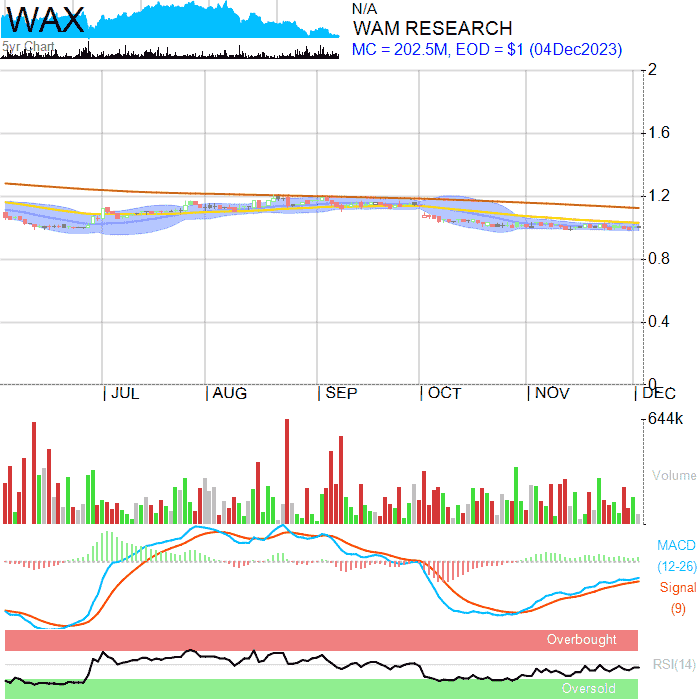 WAX
5yr Chart
N/A
WAM RESEARCH
MC = 202.5M, EOD = $1 (04Dec2023)
2
1.6
1.2
0.8
0.4
0
JUL
AUG
SEP
OCT
NOV
DEC
644k
Volume
MACD
(12-26)
Signal
(9)
Overbought
RSI(14)
Oversold